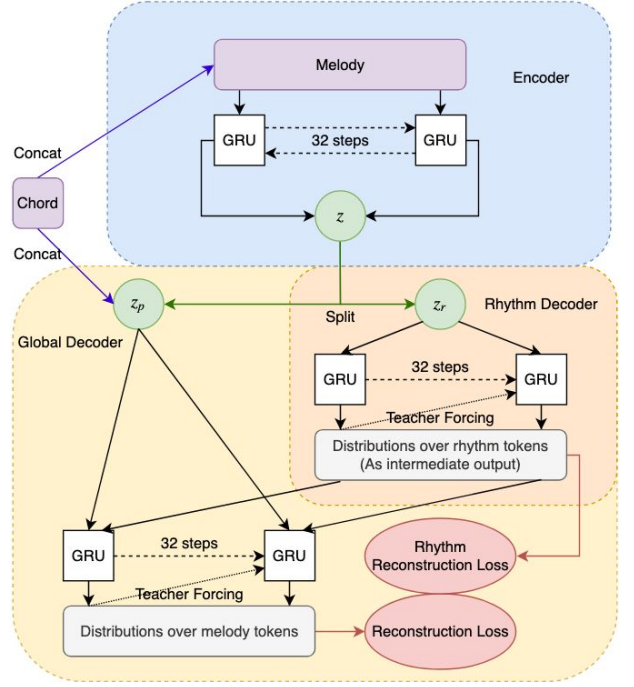 Melody
Encoder
GRU
32 steps
GRU
Concat
Chord
Concat
z
z_p
z_r
Split
Rhythm Decoder
Global Decoder
GRU
32 steps
GRU
Teacher Forcing
Distributions over rhythm tokens
(As intermediate output)
GRU
32 steps
GRU
Rhythm
Reconstruction Loss
Teacher Forcing
Distributions over melody tokens
Reconstruction Loss